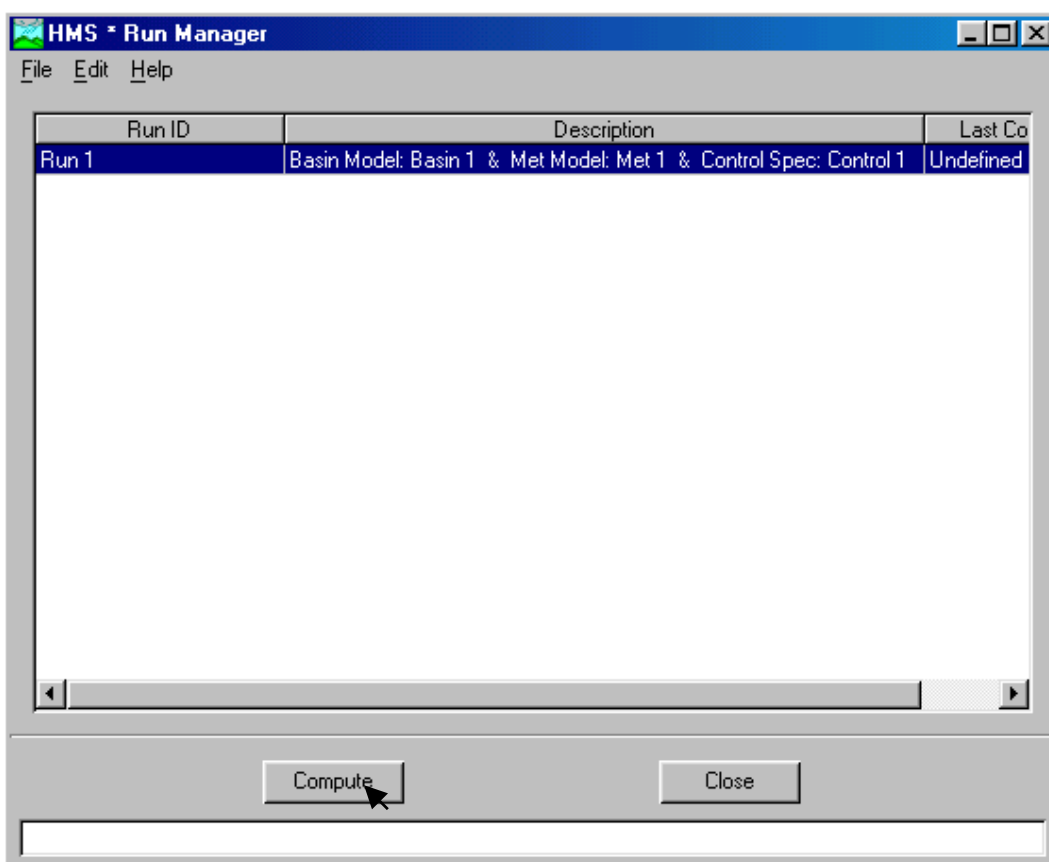 HMS * Run Manager
File Edit Help
Run ID Description Last Co
Run 1 Basin Model: Basin 1 & Met Model: Met 1 & Control Spec: Control 1 Undefined
Compute Close